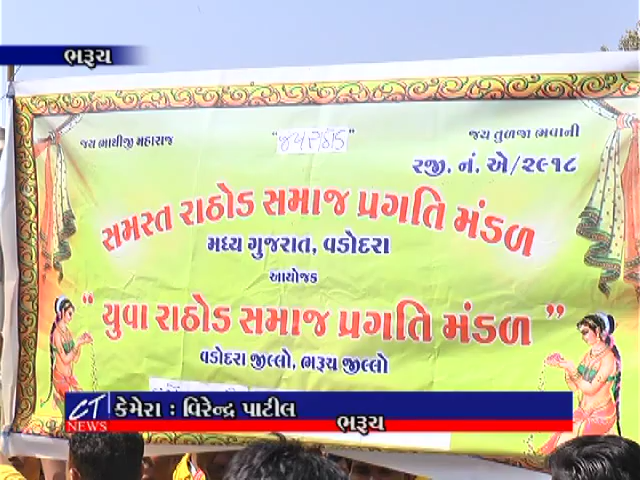 ભરૂચ
જય ભાથીજી મહારાજ
"જય રાઠોડ"
જય તુળજા ભવાની
રજી. નં. એ/૨૯૧૮
સમસ્ત રાઠોડ સમાજ પ્રગતિ મંડળ
મધ્ય ગુજરાત, વડોદરા
આયોજક
"યુવા રાઠોડ સમાજ પ્રગતિ મંડળ"
વડોદરા જીલ્લો, ભરૂચ જીલ્લો
CT કેમેરા : વિરેન્દ્ર પાટીલ
NEWS ભરૂચ